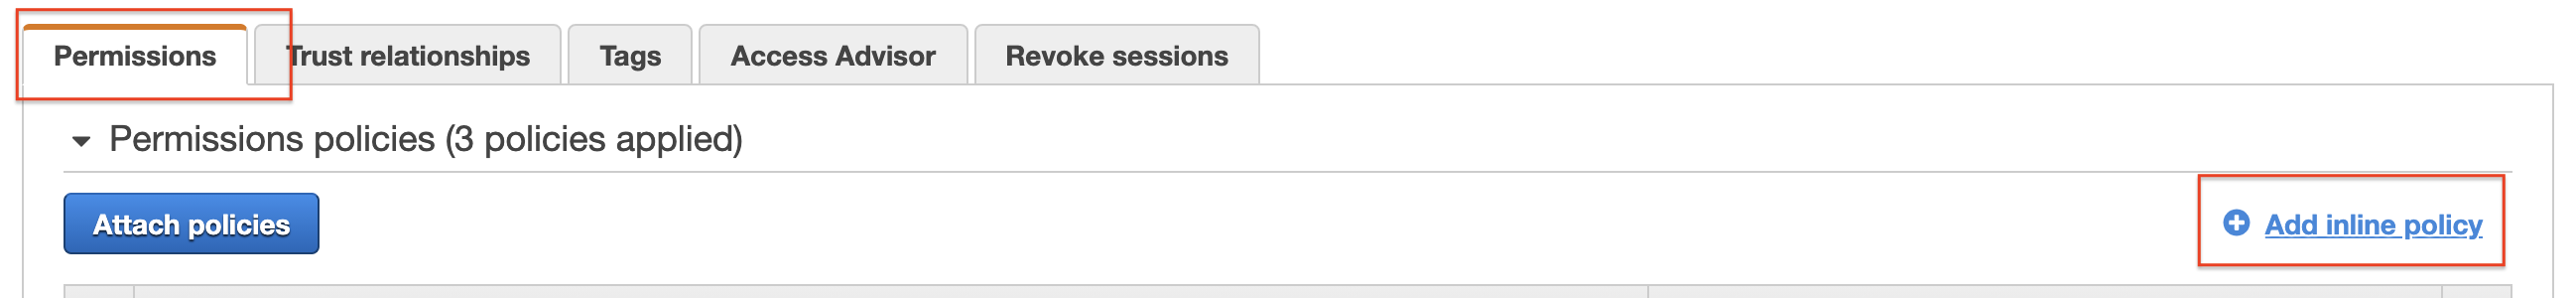 Permissions Trust relationships Tags Access Advisor Revoke sessions
Permissions policies (3 policies applied)
Attach policies Add inline policy